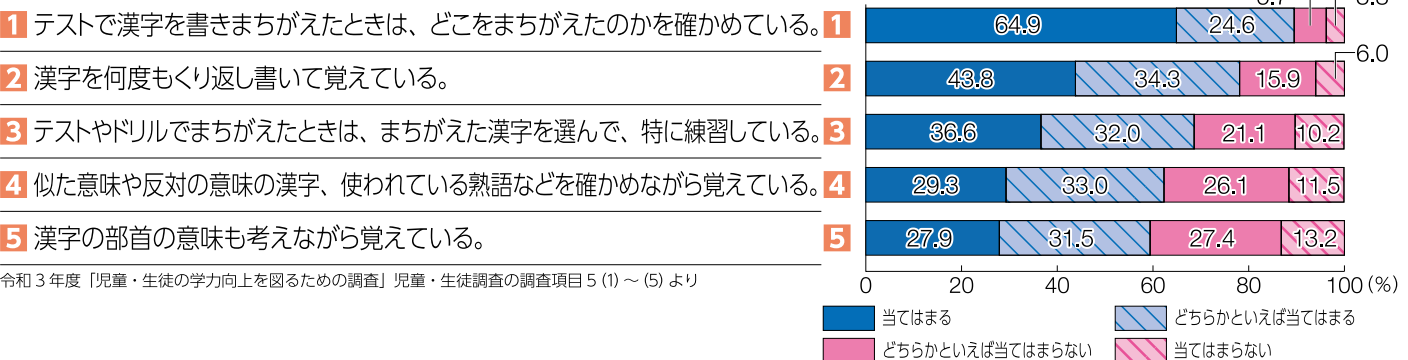 1 テストで漢字を書きまちがえたときは、どこをまちがえたのかを確かめている。
2 漢字を何度もくり返し書いて覚えている。
3 テストやドリルでまちがえたときは、まちがえた漢字を選んで、特に練習している。
4 似た意味や反対の意味の漢字、使われている熟語などを確かめながら覚えている。
5 漢字の部首の意味も考えながら覚えている。
令和3年度「児童・生徒の学力向上を図るための調査」児童・生徒調査の調査項目5(1)～(5)より
1 64.9 24.6
2 43.8 34.3 15.9 6.0
3 36.6 32.0 21.1 10.2
4 29.3 33.0 26.1 11.5
5 27.9 31.5 27.4 13.2
0 20 40 60 80 100(%)
当てはまる どちらかといえば当てはまる
どちらかといえば当てはまらない 当てはまらない